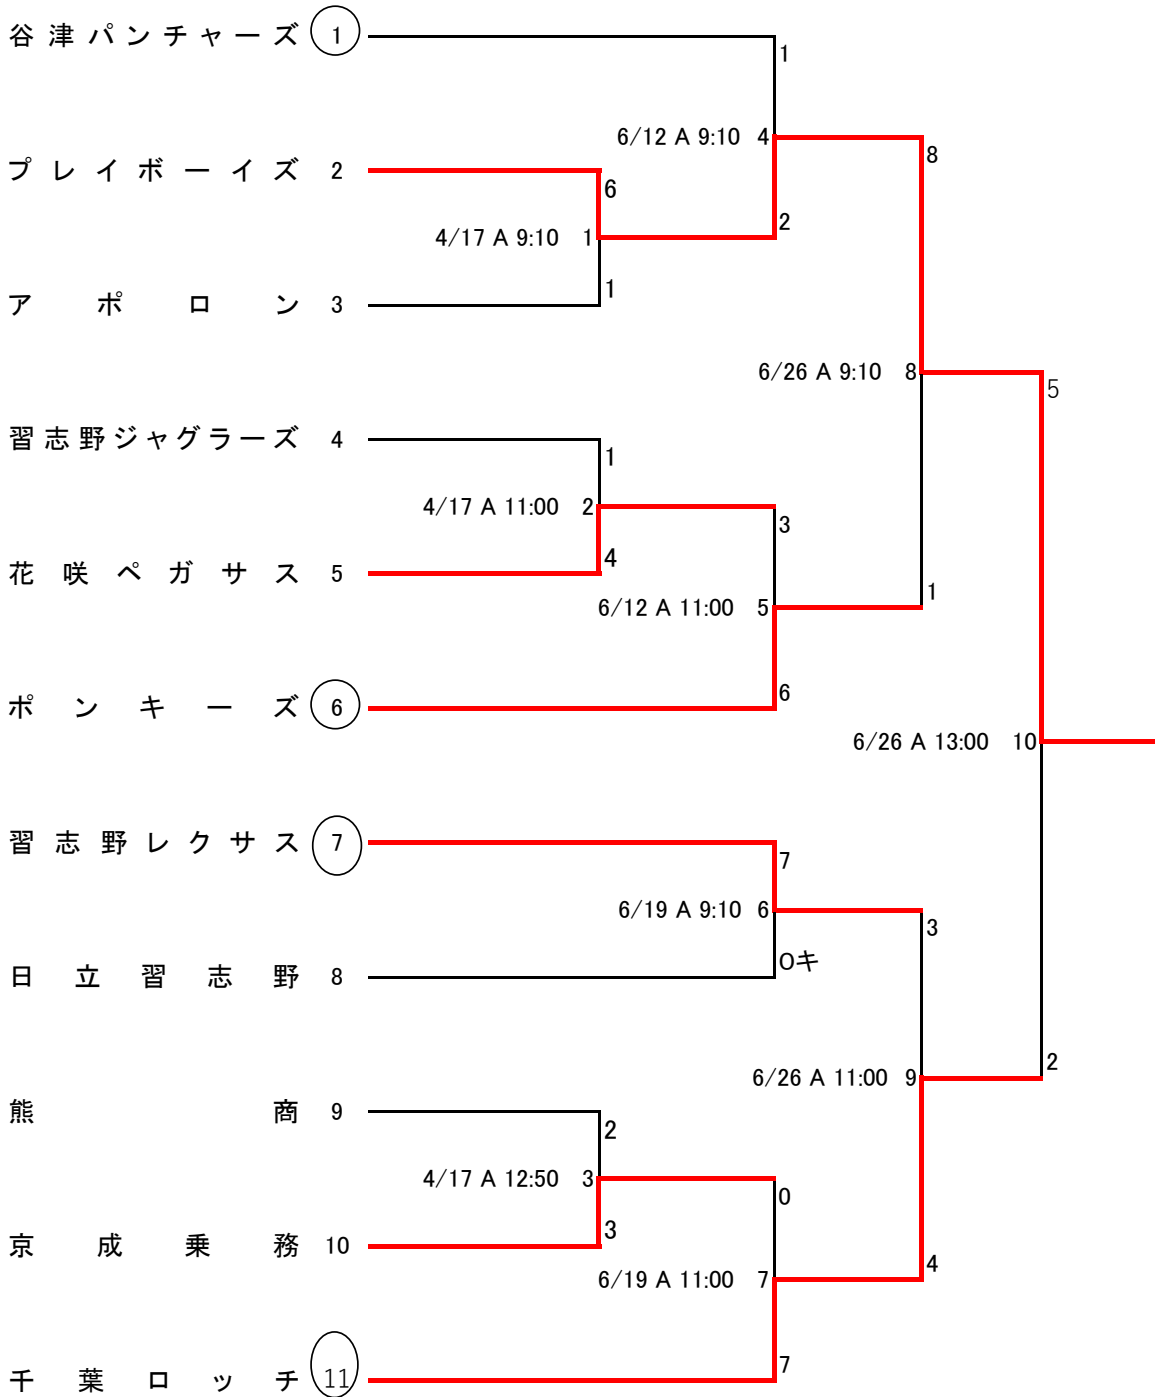 谷津パンチャーズ 1
1
6/12 A 9:10 4
8
プレイボーイズ 2
6
2
4/17 A 9:10 1
1
アポロン 3
6/26 A 9:10 8
5
習志野ジャグラーズ 4
1
4/17 A 11:00 2
3
4
花咲ペガサス 5
1
6/12 A 11:00 5
6
ポンキーズ 6
6/26 A 13:00 10
習志野レクサス 7
7
6/19 A 9:10 6
3
0キ
日立習志野 8
2
6/26 A 11:00 9
熊商 9
2
4/17 A 12:50 3
0
3
京成乗務 10
4
6/19 A 11:00 7
7
千葉ロッチ 11